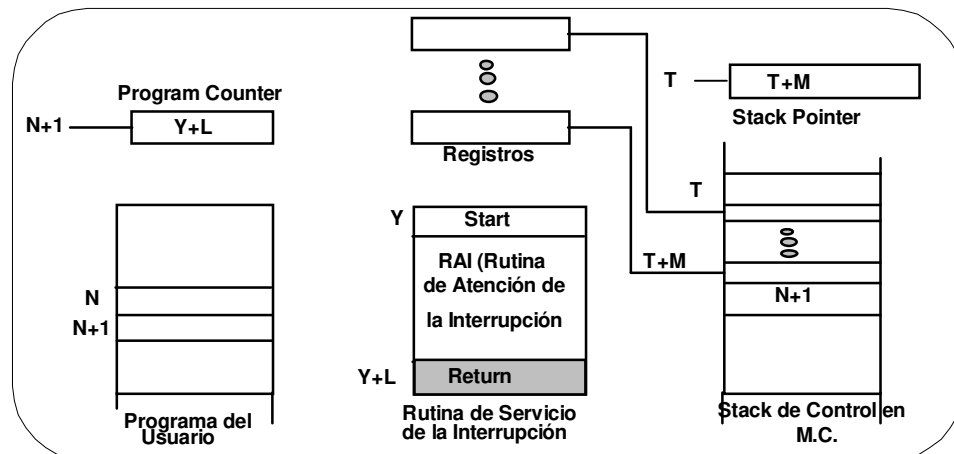 Program Counter
N+1
Y+L
Registros
T
T+M
Stack Pointer
N
N+1
Programa del
Usuario
Y
Start
RAI (Rutina
de Atención de
la Interrupción
Y+L
Return
Rutina de Servicio
de la Interrupción
T
T+M
N+1
Stack de Control en
M.C.